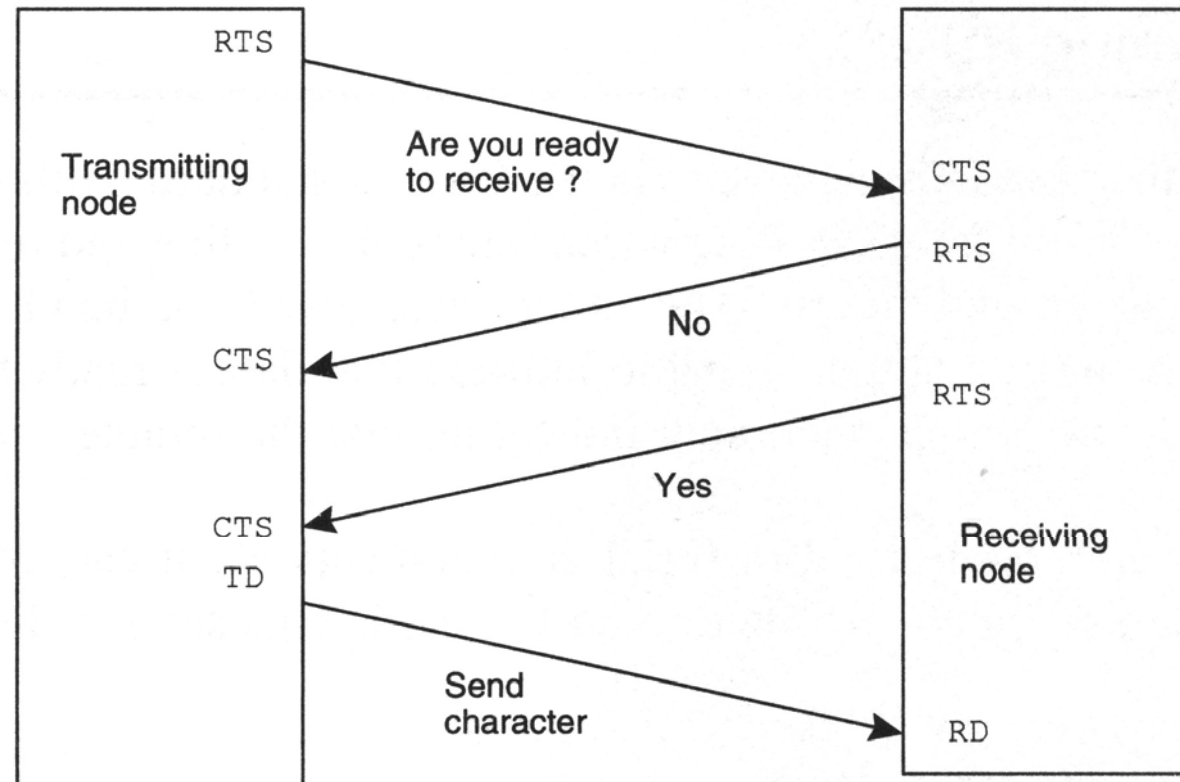 RTS
Transmitting
node
Are you ready
to receive ?
CTS
RTS
No
CTS
RTS
Yes
CTS
TD
Receiving
node
Send
character
RD